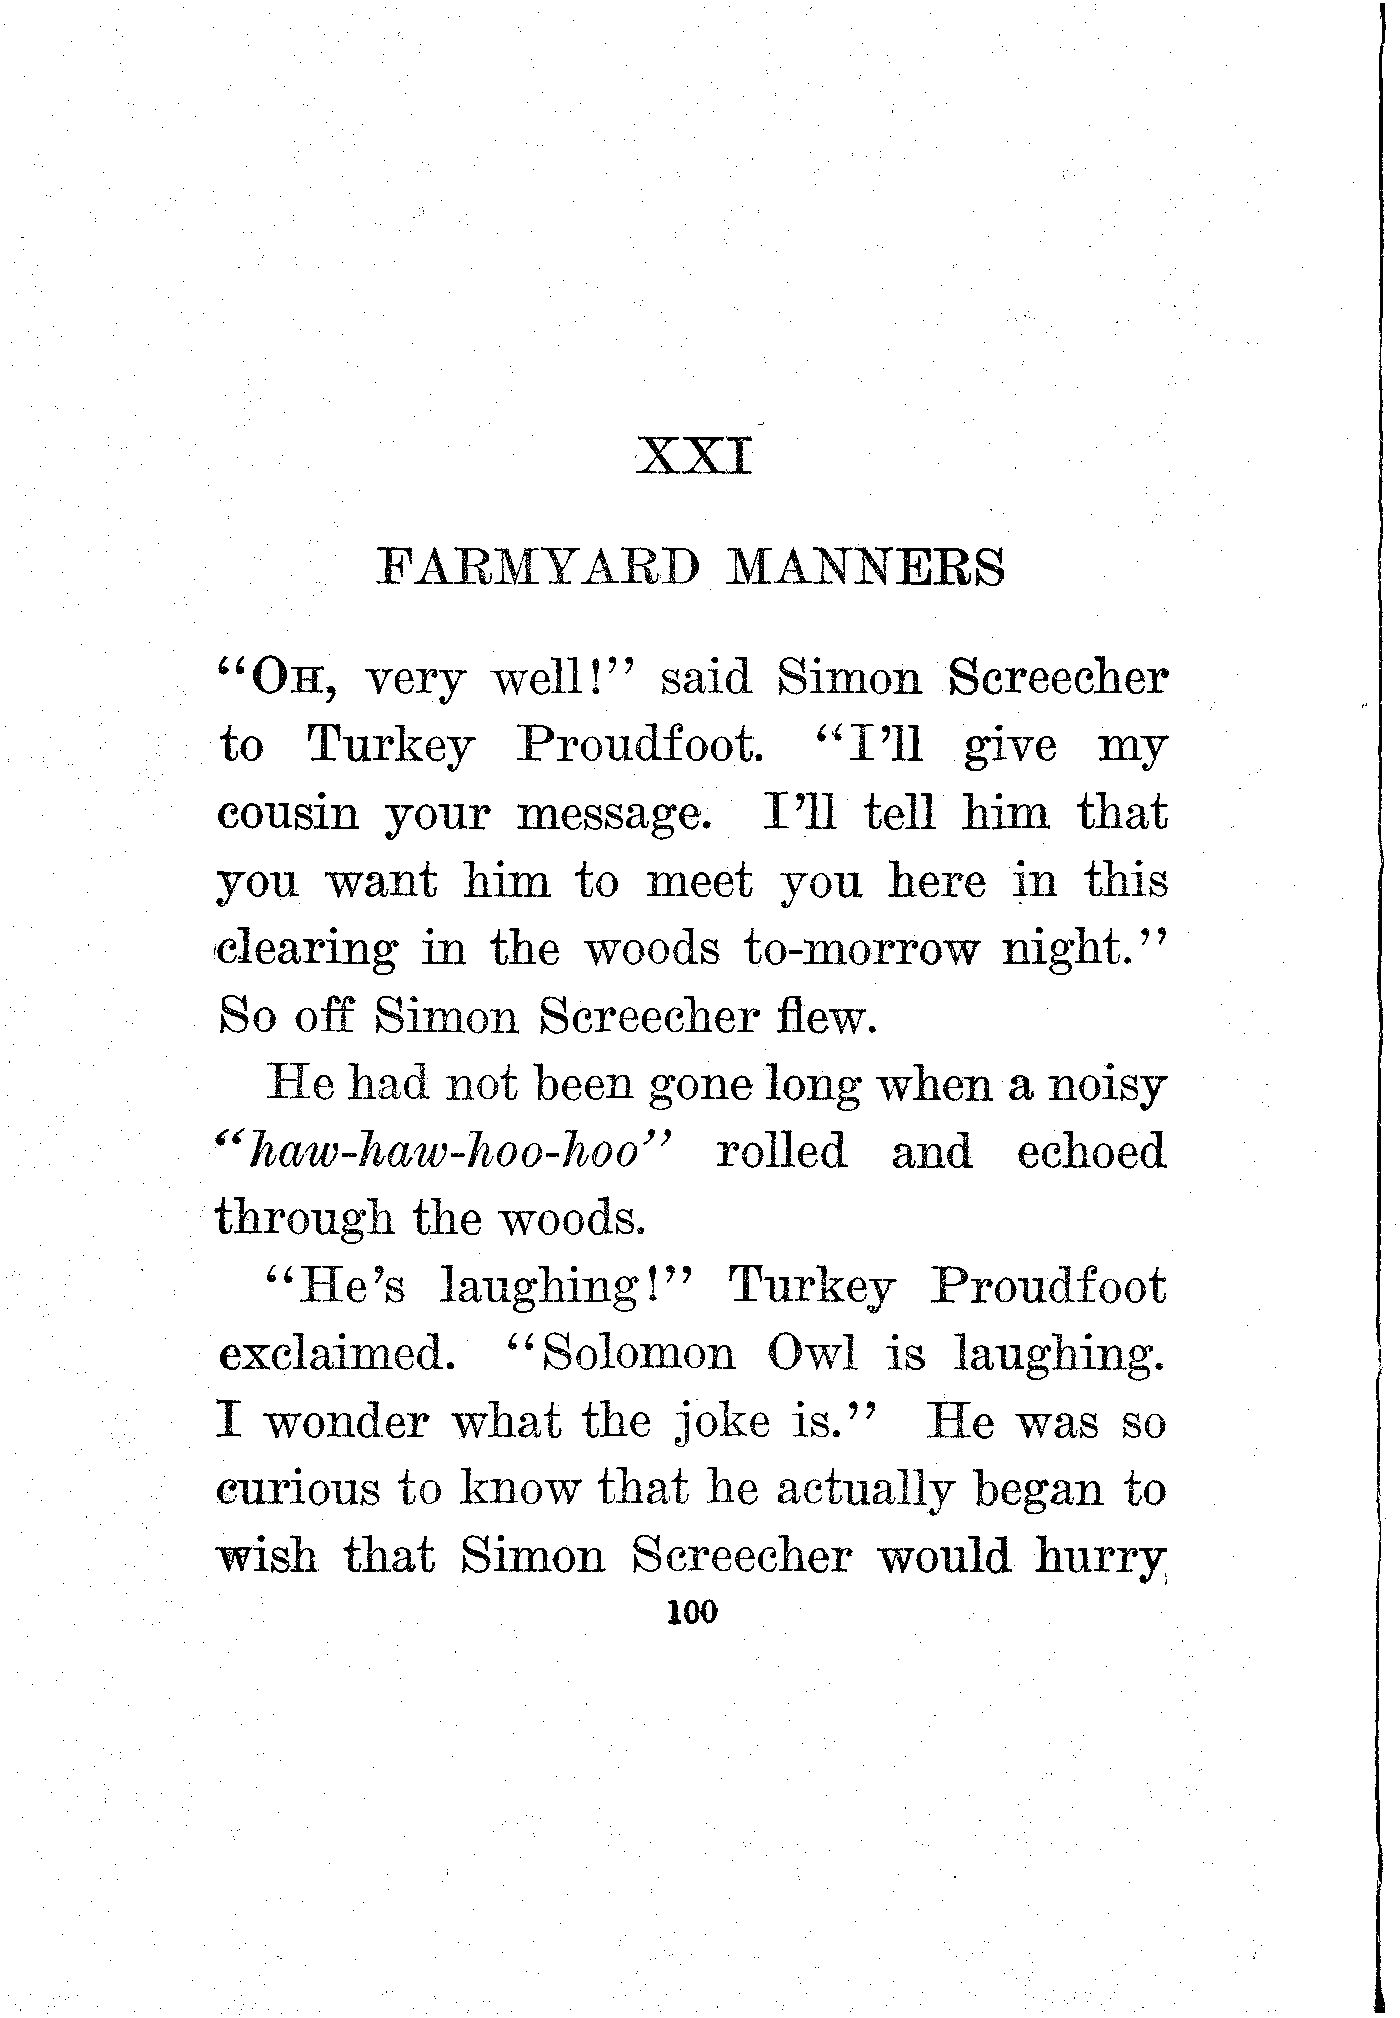 XXI
FARMYARD MANNERS
“Oh, very well!” said Simon Screecher
to Turkey Proudfoot. “I’ll give my
cousin your message. I’ll tell him that
you want him to meet you here in this
clearing in the woods to-morrow night.”
So off Simon Screecher flew.
He had not been gone long when a noisy
“haw-haw-hoo-hoo” rolled and echoed
through the woods.
“He’s laughing!” Turkey Proudfoot
exclaimed. “Solomon Owl is laughing.
I wonder what the joke is.” He was so
curious to know that he actually began to
wish that Simon Screecher would hurry
100